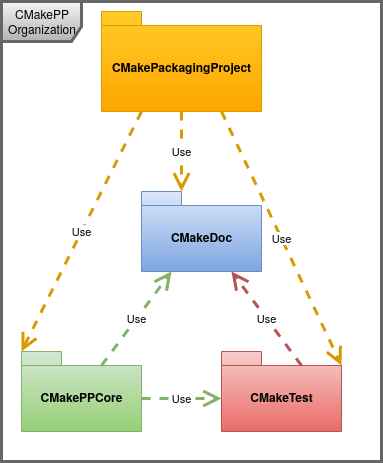 CMakePP
Organization
CMakePackagingProject
Use
CMakeDoc
Use
Use
Use
Use
CMakePPCore
Use
CMakeTest